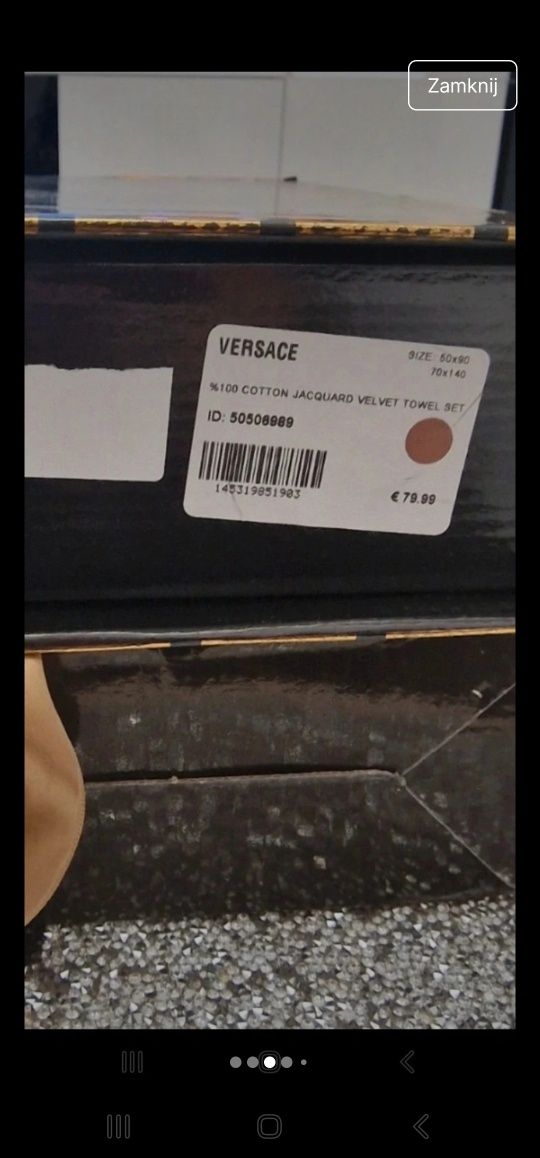 Zamknij
VERSACE
SIZE: 50x90
70x140
%100 COTTON JACQUARD VELVET TOWEL SET
ID: 50506989
145319851903
€ 79.99